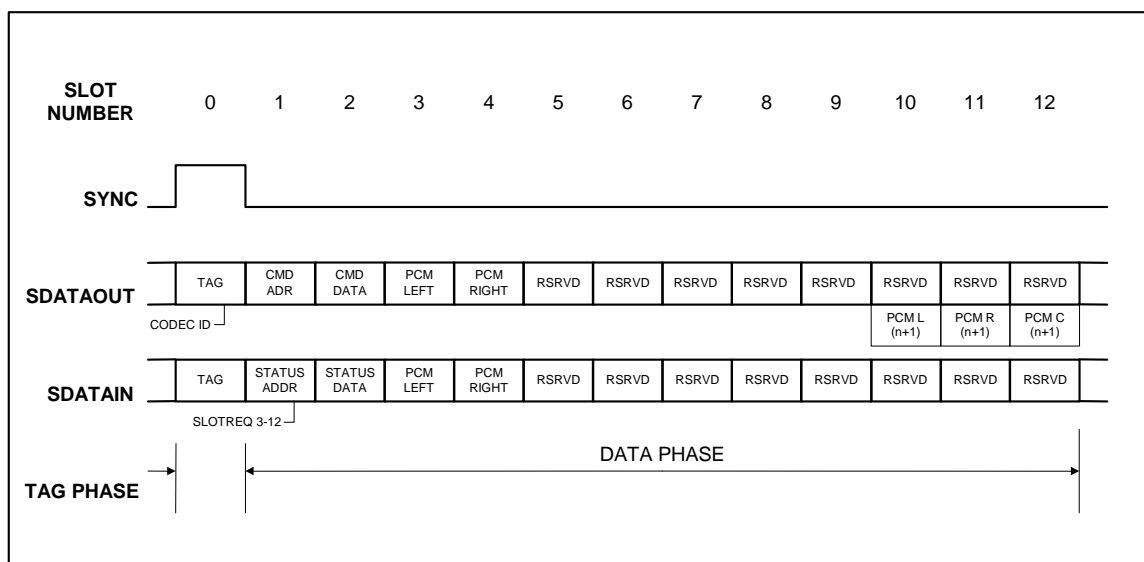 SLOT
NUMBER
0 1 2 3 4 5 6 7 8 9 10 11 12
SYNC
SDATAOUT
TAG
CMD
ADR
CMD
DATA
PCM
LEFT
PCM
RIGHT
RSRVD RSRVD RSRVD RSRVD RSRVD RSRVD RSRVD RSRVD
CODEC ID
PCM L
(n+1)
PCM R
(n+1)
PCM C
(n+1)
SDATAIN
TAG
STATUS
ADDR
STATUS
DATA
PCM
LEFT
PCM
RIGHT
RSRVD RSRVD RSRVD RSRVD RSRVD RSRVD RSRVD RSRVD
SLOTREQ 3-12
DATA PHASE
TAG PHASE